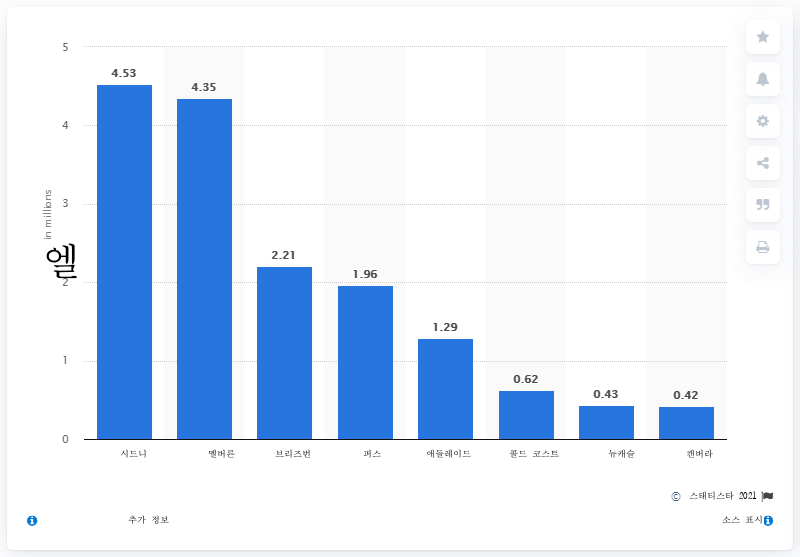 5
4.53
4.35
4
in millions
3
엘
2.21
2
1.96
1.29
1
0.62
0.43
0.42
0
시드니 멜버른 브리즈번 퍼스 애들레이드 골드 코스트 뉴캐슬 캔버라
© 스태티스타 2021
추가 정보 소스 표시